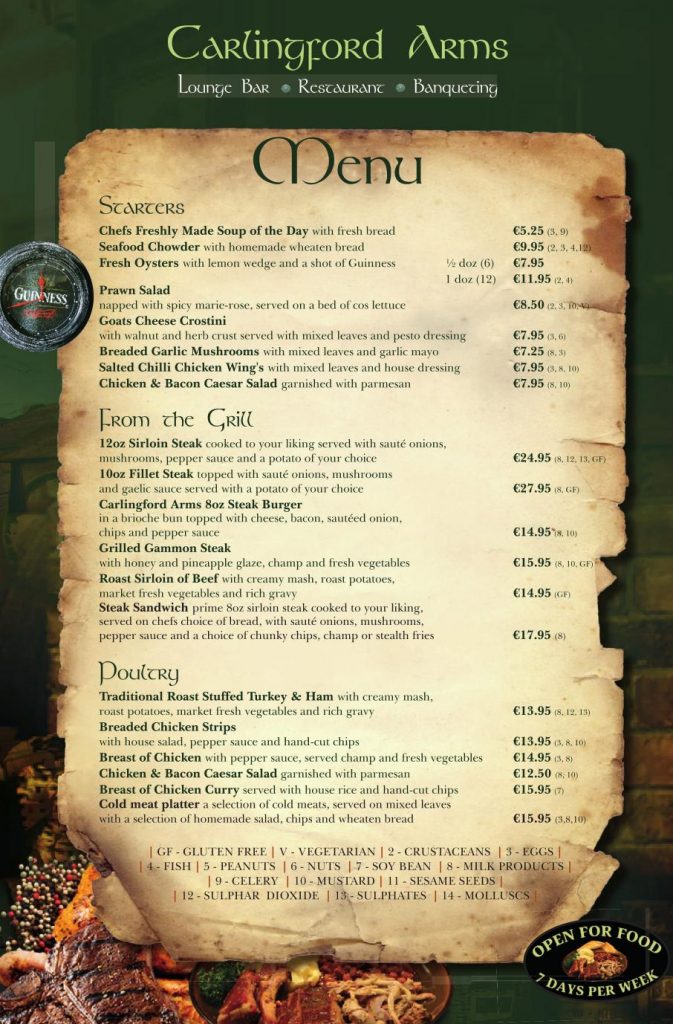 Carlingford Arms
Lounge Bar • Restaurant • Banqueting
Menu
Starters
Chefs Freshly Made Soup of the Day with fresh bread €5.25 (3, 9)
Seafood Chowder with homemade wheaten bread €9.95 (2, 3, 4,12)
Fresh Oysters with lemon wedge and a shot of Guinness ½ doz (6) €7.95
1 doz (12) €11.95 (2, 4)
Prawn Salad
napped with spicy marie-rose, served on a bed of cos lettuce €8.50 (2, 3, 10, V)
Goats Cheese Crostini
with walnut and herb crust served with mixed leaves and pesto dressing €7.95 (3, 6)
Breaded Garlic Mushrooms with mixed leaves and garlic mayo €7.25 (8, 3)
Salted Chilli Chicken Wing's with mixed leaves and house dressing €7.95 (3, 8, 10)
Chicken & Bacon Caesar Salad garnished with parmesan €7.95 (8, 10)
GUINNESS
From the Grill
12oz Sirloin Steak cooked to your liking served with sauté onions,
mushrooms, pepper sauce and a potato of your choice €24.95 (8, 12, 13, GF)
10oz Fillet Steak topped with sauté onions, mushrooms
and gaelic sauce served with a potato of your choice €27.95 (8, GF)
Carlingford Arms 8oz Steak Burger
in a brioche bun topped with cheese, bacon, sautéed onion,
chips and pepper sauce €14.95 (8, 10)
Grilled Gammon Steak
with honey and pineapple glaze, champ and fresh vegetables €15.95 (8, 10, GF)
Roast Sirloin of Beef with creamy mash, roast potatoes,
market fresh vegetables and rich gravy €14.95 (GF)
Steak Sandwich prime 8oz sirloin steak cooked to your liking,
served on chefs choice of bread, with sauté onions, mushrooms,
pepper sauce and a choice of chunky chips, champ or stealth fries €17.95 (8)
Poultry
Traditional Roast Stuffed Turkey & Ham with creamy mash,
roast potatoes, market fresh vegetables and rich gravy €13.95 (8, 12, 13)
Breaded Chicken Strips
with house salad, pepper sauce and hand-cut chips €13.95 (3, 8, 10)
Breast of Chicken with pepper sauce, served champ and fresh vegetables €14.95 (3, 8)
Chicken & Bacon Caesar Salad garnished with parmesan €12.50 (8, 10)
Breast of Chicken Curry served with house rice and hand-cut chips €15.95 (7)
Cold meat platter a selection of cold meats, served on mixed leaves
with a selection of homemade salad, chips and wheaten bread €15.95 (3,8,10)
| GF - GLUTEN FREE | V - VEGETARIAN | 2 - CRUSTACEANS | 3 - EGGS |
| 4 - FISH | 5 - PEANUTS | 6 - NUTS | 7 - SOY BEAN | 8 - MILK PRODUCTS |
| 9 - CELERY | 10 - MUSTARD | 11 - SESAME SEEDS |
| 12 - SULPHAR DIOXIDE | 13 - SULPHATES | 14 - MOLLUSCS |
OPEN FOR FOOD
7 DAYS PER WEEK